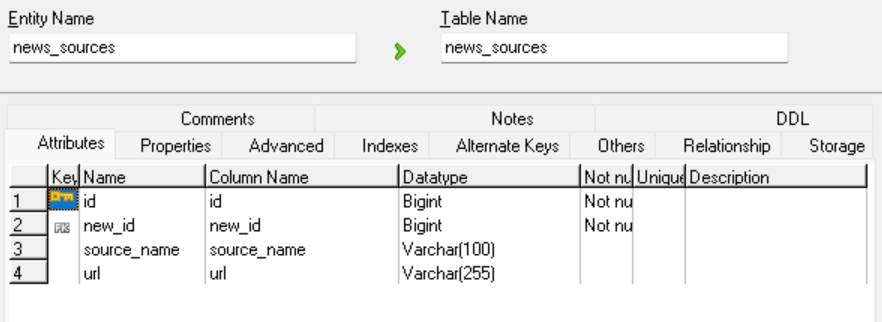 Entity Name
Table Name
news_sources
news_sources
Comments Notes DDL
Attributes Properties Advanced Indexes Alternate Keys Others Relationship Storage
Key Name Column Name Datatype Not nu Unique Description
1 id id Bigint Not nu
2 FK new_id new_id Bigint Not nu
3 source_name source_name Varchar(100)
4 url url Varchar(255)